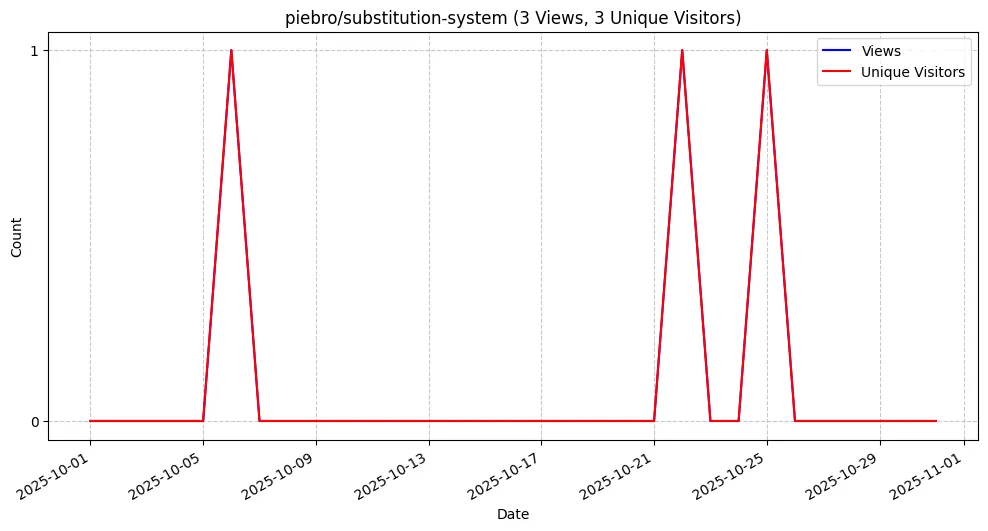 piebro/substitution-system (3 Views, 3 Unique Visitors)
Views
Unique Visitors
1
0
Count
2025-10-01
2025-10-05
2025-10-09
2025-10-13
2025-10-17
2025-10-21
2025-10-25
2025-10-29
2025-11-01
Date